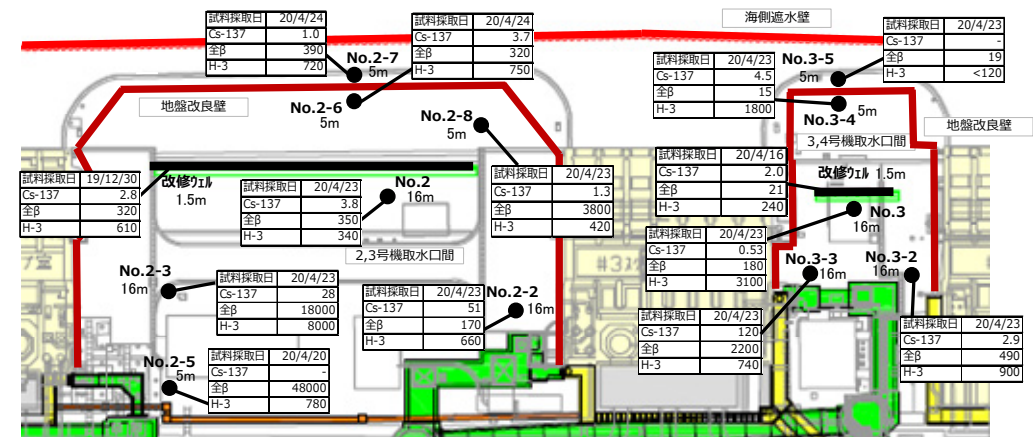 海側遮水壁
試料採取日 20/4/24
Cs-137 1.0
全β 390
H-3 720
試料採取日 20/4/24
Cs-137 3.7
全β 320
H-3 750
試料採取日 20/4/23
Cs-137 -
全β 19
H-3 <120
No.2-7
5m
No.2-6
5m
No.2-8
5m
地盤改良壁
試料採取日 20/4/23
Cs-137 4.5
全β 15
H-3 1800
No.3-5
5m
No.3-4
5m
地盤改良壁
3,4号機取水口間
試料採取日 19/12/30
Cs-137 2.8
全β 320
H-3 610
改修ウェル
1.5m
試料採取日 20/4/23
Cs-137 3.8
全β 350
H-3 340
No.2
16m
試料採取日 20/4/23
Cs-137 1.3
全β 3800
H-3 420
試料採取日 20/4/16
Cs-137 2.0
全β 21
H-3 240
改修ウェル 1.5m
No.3
16m
2,3号機取水口間
試料採取日 20/4/23
Cs-137 0.53
全β 180
H-3 3100
No.2-3
16m
試料採取日 20/4/23
Cs-137 28
全β 18000
H-3 8000
試料採取日 20/4/23
Cs-137 51
全β 170
H-3 660
No.2-2
16m
No.3-3
16m
No.3-2
16m
試料採取日 20/4/23
Cs-137 120
全β 2200
H-3 740
試料採取日 20/4/23
Cs-137 2.9
全β 490
H-3 900
No.2-5
5m
試料採取日 20/4/20
Cs-137 -
全β 48000
H-3 780